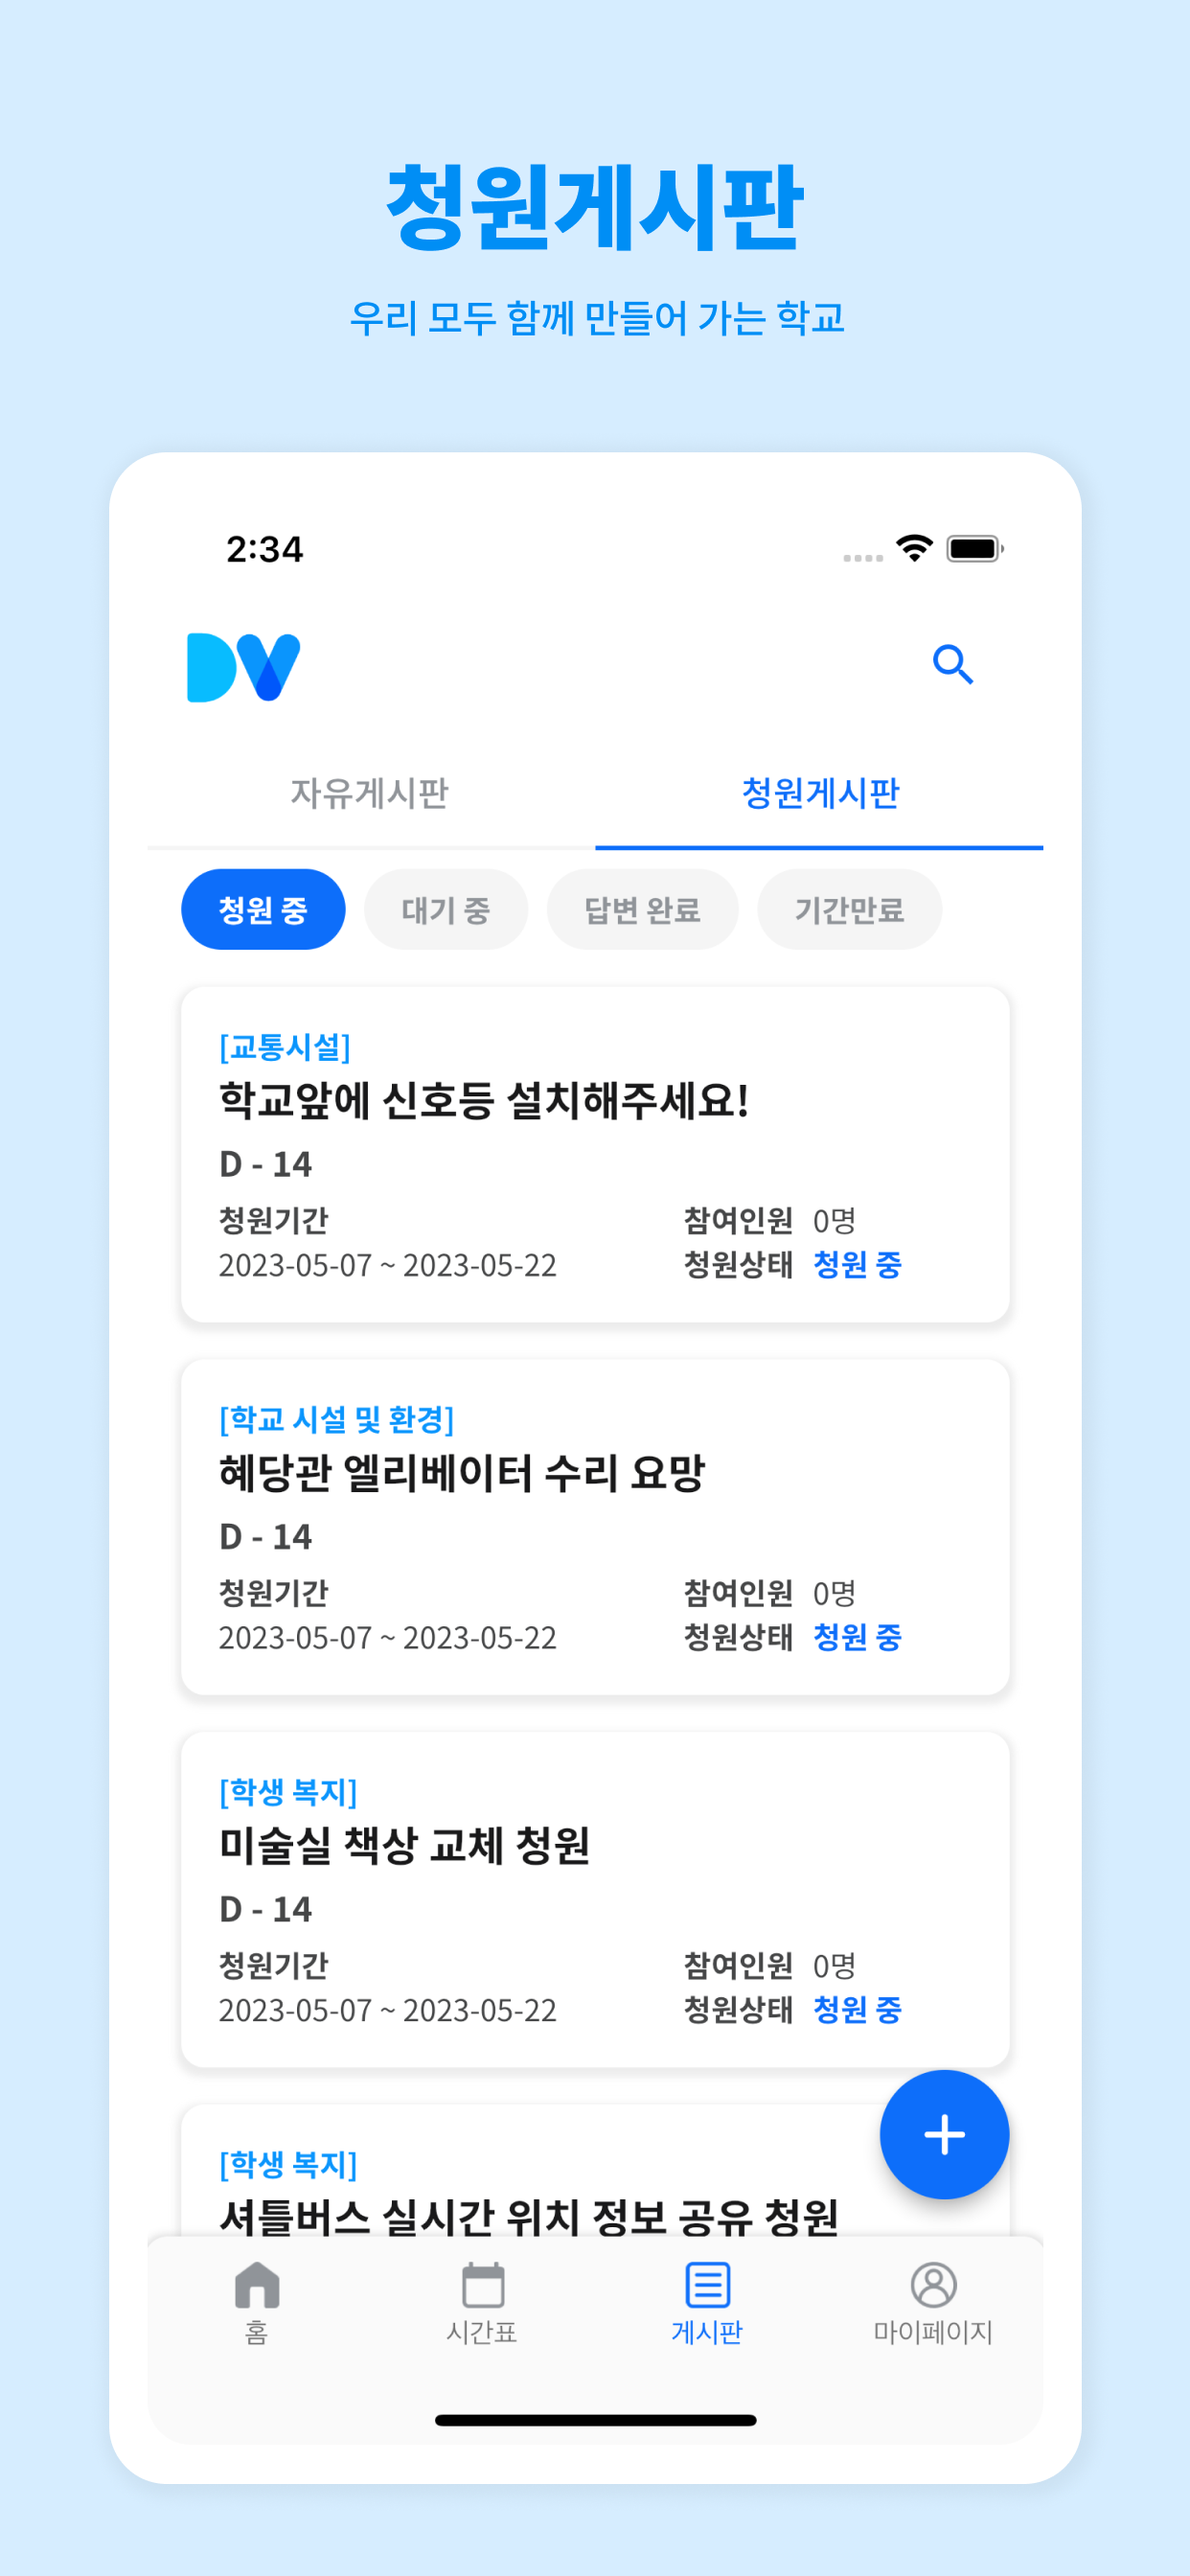 청원게시판
우리 모두 함께 만들어 가는 학교
2:34
DV
자유게시판 청원게시판
청원 중 대기 중 답변 완료 기간만료
[교통시설]
학교앞에 신호등 설치해주세요!
D - 14
청원기간 참여인원 0명
2023-05-07 ~ 2023-05-22 청원상태 청원 중
[학교 시설 및 환경]
혜당관 엘리베이터 수리 요망
D - 14
청원기간 참여인원 0명
2023-05-07 ~ 2023-05-22 청원상태 청원 중
[학생 복지]
미술실 책상 교체 청원
D - 14
청원기간 참여인원 0명
2023-05-07 ~ 2023-05-22 청원상태 청원 중
[학생 복지]
셔틀버스 실시간 위치 정보 공유 청원
홈 시간표 게시판 마이페이지